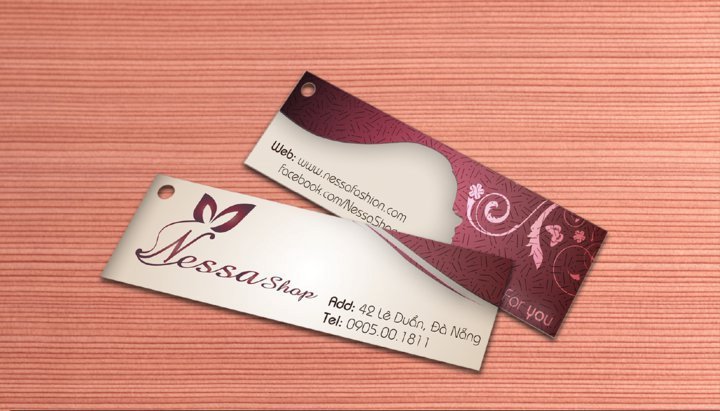 Web: www.nessafashion.com
facebook.com/NessaShop
For you
Nessa Shop
Add: 42 Lê Duẩn, Đà Nẵng
Tel: 0905.00.1811